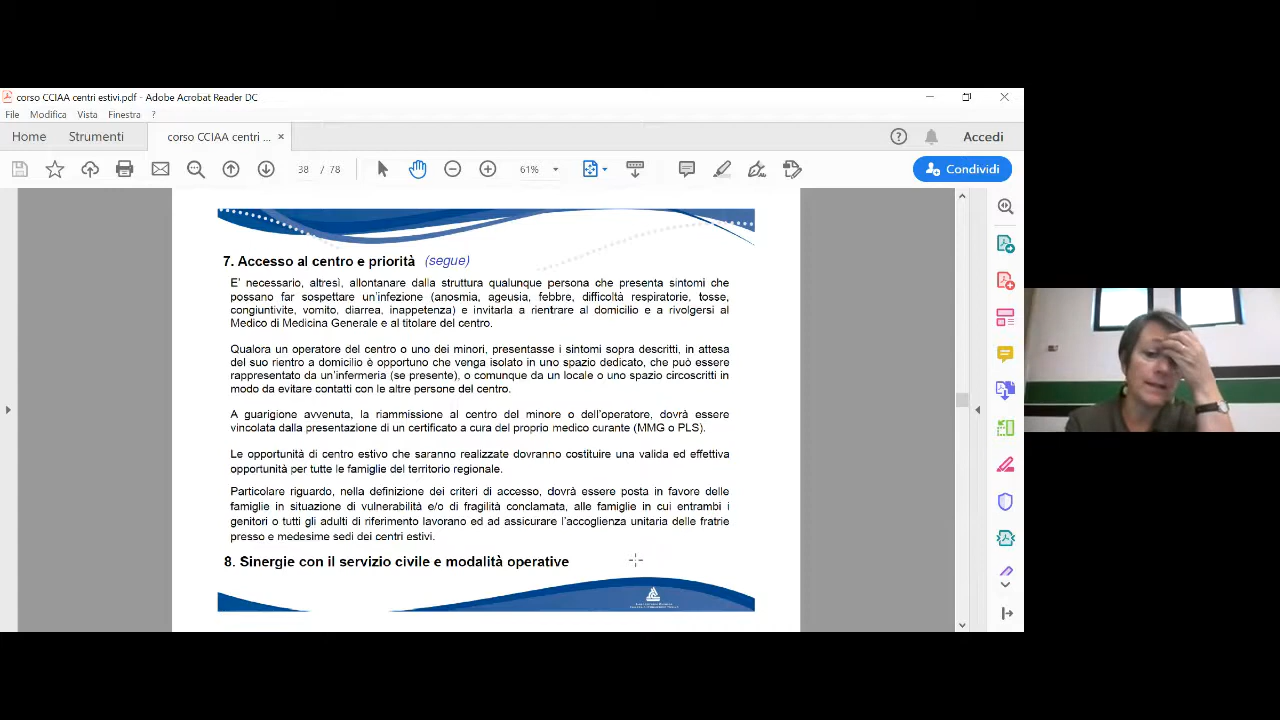 corso CCIAA centri estivi.pdf - Adobe Acrobat Reader DC
File Modifica Vista Finestra ?
Home Strumenti corso CCIAA centri ... × Accedi
38 / 78 61% Condividi
7. Accesso al centro e priorità (segue)
E' necessario, altresì, allontanare dalla struttura qualunque persona che presenta sintomi che
possano far sospettare un'infezione (anosmia, ageusia, febbre, difficoltà respiratorie, tosse,
congiuntivite, vomito, diarrea, inappetenza) e invitarla a rientrare al domicilio e a rivolgersi al
Medico di Medicina Generale e al titolare del centro.
Qualora un operatore del centro o uno dei minori, presentasse i sintomi sopra descritti, in attesa
del suo rientro a domicilio è opportuno che venga isolato in uno spazio dedicato, che può essere
rappresentato da un'infermeria (se presente), o comunque da un locale o uno spazio circoscritti in
modo da evitare contatti con le altre persone del centro.
A guarigione avvenuta, la riammissione al centro del minore o dell'operatore, dovrà essere
vincolata dalla presentazione di un certificato a cura del proprio medico curante (MMG o PLS).
Le opportunità di centro estivo che saranno realizzate dovranno costituire una valida ed effettiva
opportunità per tutte le famiglie del territorio regionale.
Particolare riguardo, nella definizione dei criteri di accesso, dovrà essere posta in favore delle
famiglie in situazione di vulnerabilità e/o di fragilità conclamata, alle famiglie in cui entrambi i
genitori o tutti gli adulti di riferimento lavorano ed ad assicurare l'accoglienza unitaria delle fratrie
presso e medesime sedi dei centri estivi.
8. Sinergie con il servizio civile e modalità operative